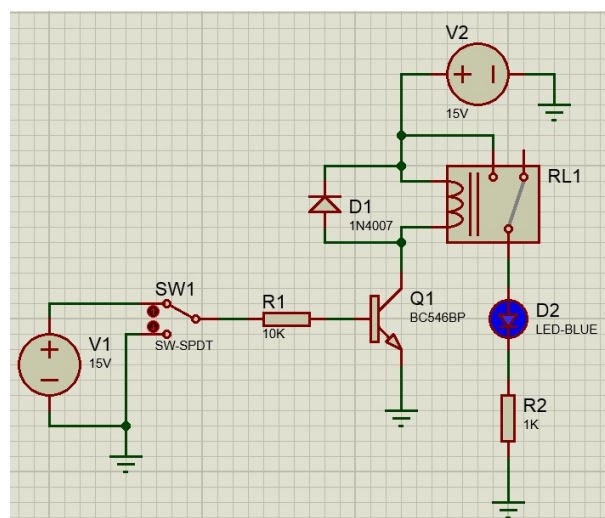 V2
15V
RL1
D1
1N4007
SW1
R1
Q1
BC546BP
D2
LED-BLUE
V1
15V
SW-SPDT
10K
R2
1K